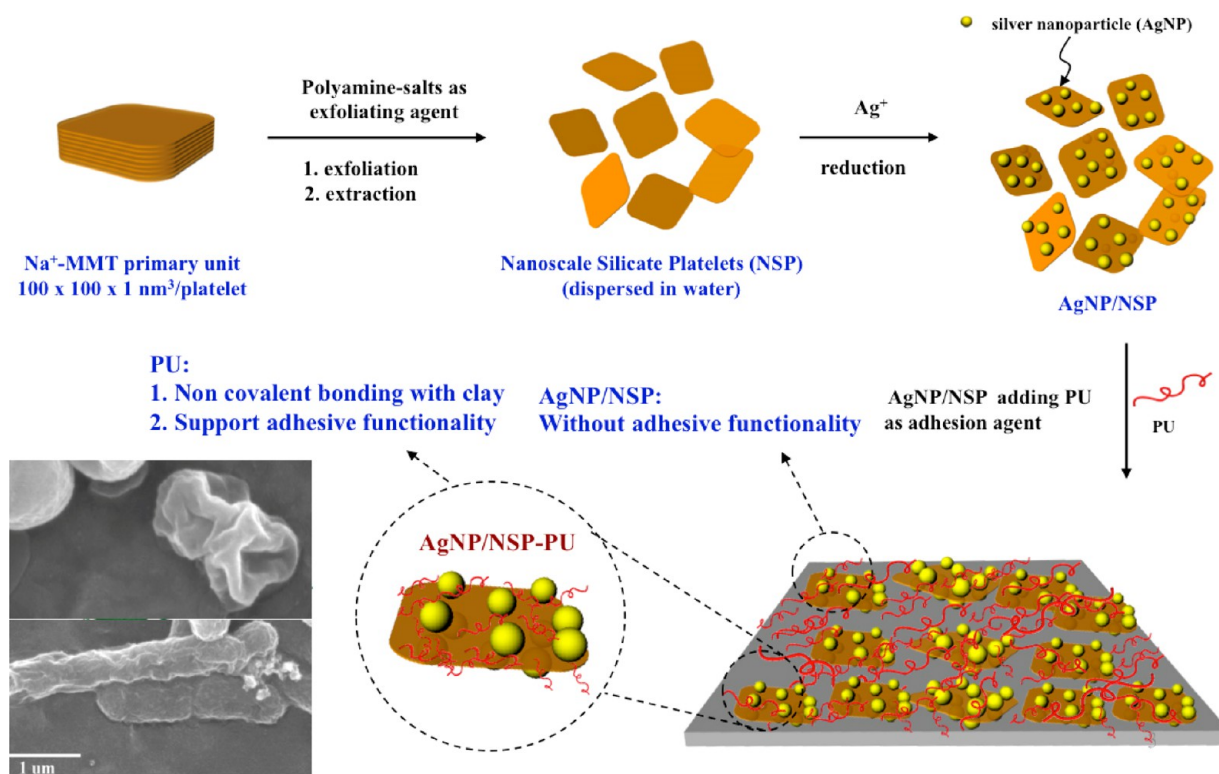 silver nanoparticle (AgNP)
Polyamine-salts as
exfoliating agent
1. exfoliation
2. extraction
Ag⁺
reduction
Na⁺-MMT primary unit
100 x 100 x 1 nm³/platelet
Nanoscale Silicate Platelets (NSP)
(dispersed in water)
AgNP/NSP
PU:
1. Non covalent bonding with clay
2. Support adhesive functionality
AgNP/NSP:
Without adhesive functionality
AgNP/NSP adding PU
as adhesion agent
PU
AgNP/NSP-PU
1 um